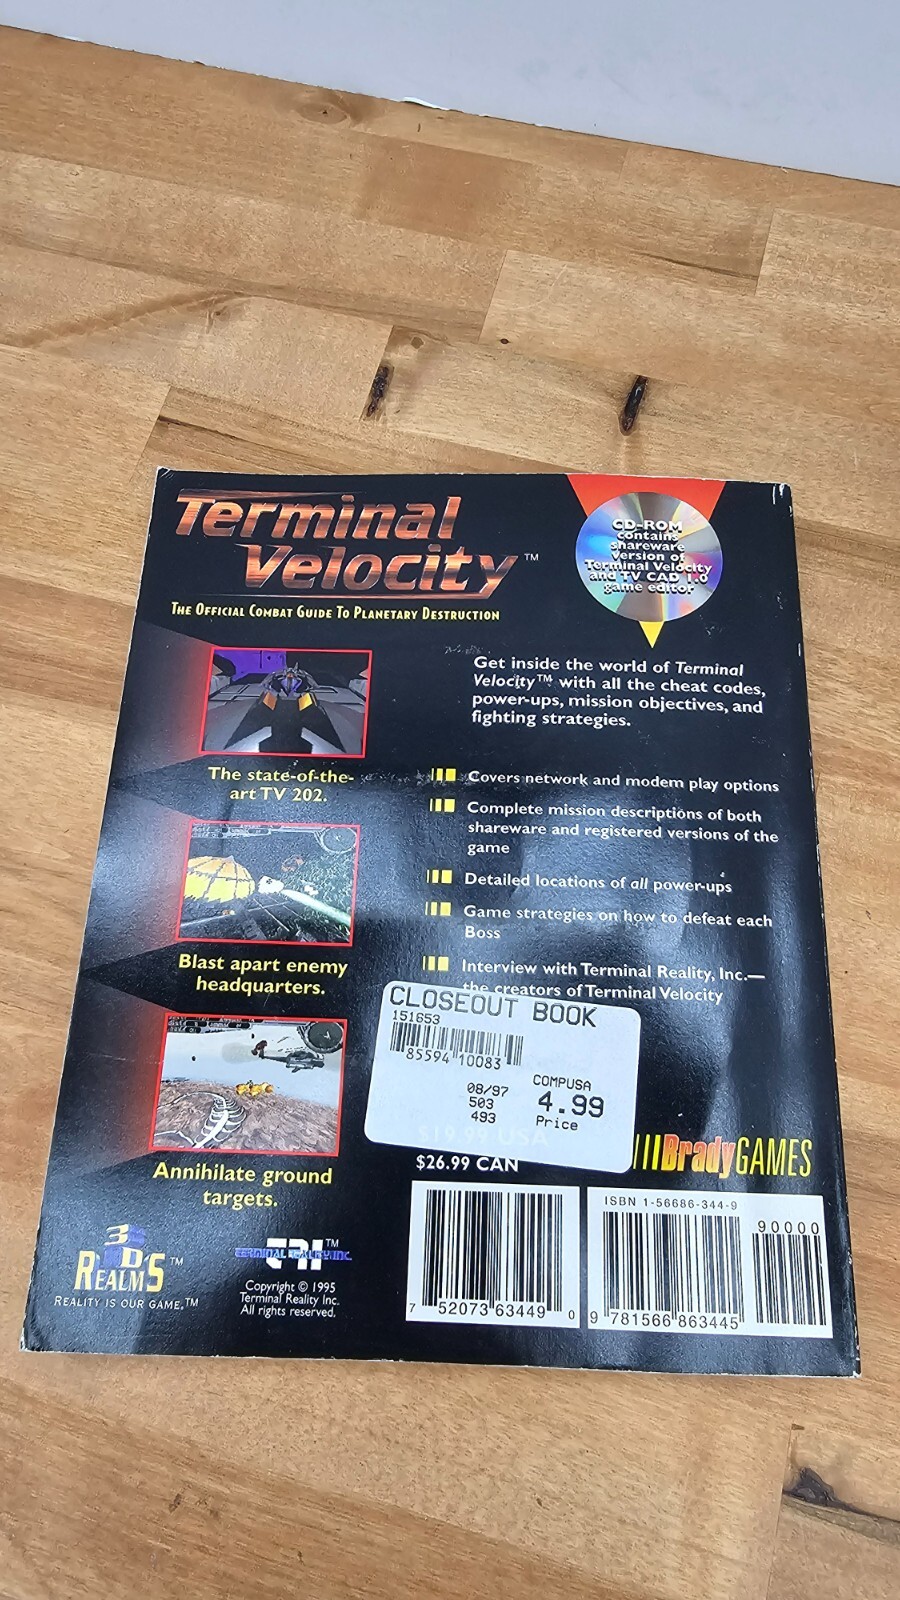 Terminal
Velocity™
THE OFFICIAL COMBAT GUIDE TO PLANETARY DESTRUCTION
CD-ROM
contains
shareware
version of
Terminal Velocity
and TV CAD 1.0
game editor
Get inside the world of Terminal
Velocity™ with all the cheat codes,
power-ups, mission objectives, and
fighting strategies.
The state-of-the-
art TV 202.
Covers network and modem play options
Complete mission descriptions of both
shareware and registered versions of the
game
Detailed locations of all power-ups
Game strategies on how to defeat each
Boss
Interview with Terminal Reality, Inc.—
the creators of Terminal Velocity
Blast apart enemy
headquarters.
Annihilate ground
targets.
CLOSEOUT BOOK
151653
85594 10083
08/97
503
493
COMPUSA
4.99
Price
$19.99 USA
$26.99 CAN
BradyGAMES
3D
REALMS™
REALITY IS OUR GAME.™
TRI™
TERMINAL REALITY INC.
Copyright © 1995
Terminal Reality Inc.
All rights reserved.
7 52073 63449 0
ISBN 1-56686-344-9
90000
9 781566 863445